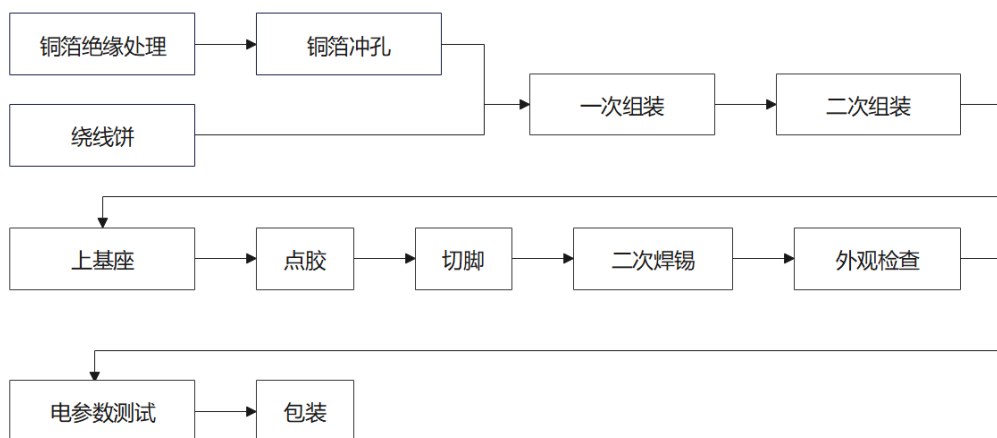 铜箔绝缘处理
铜箔冲孔
绕线饼
一次组装
二次组装
上基座
点胶
切脚
二次焊锡
外观检查
电参数测试
包装